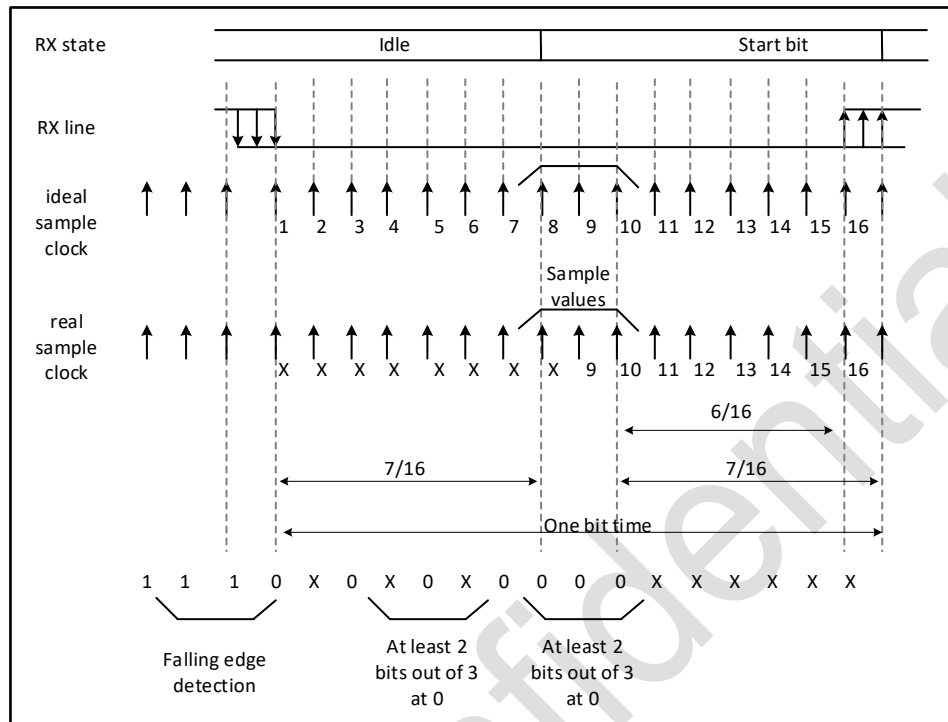 RX state Idle Start bit
RX line
ideal
sample
clock
1 2 3 4 5 6 7 8 9 10 11 12 13 14 15 16
Sample
values
real
sample
clock
X X X X X X X X 9 10 11 12 13 14 15 16
6/16
7/16 7/16
One bit time
1 1 1 0 X 0 X 0 X 0 0 0 0 X X X X X X
Falling edge
detection
At least 2
bits out of 3
at 0
At least 2
bits out of 3
at 0